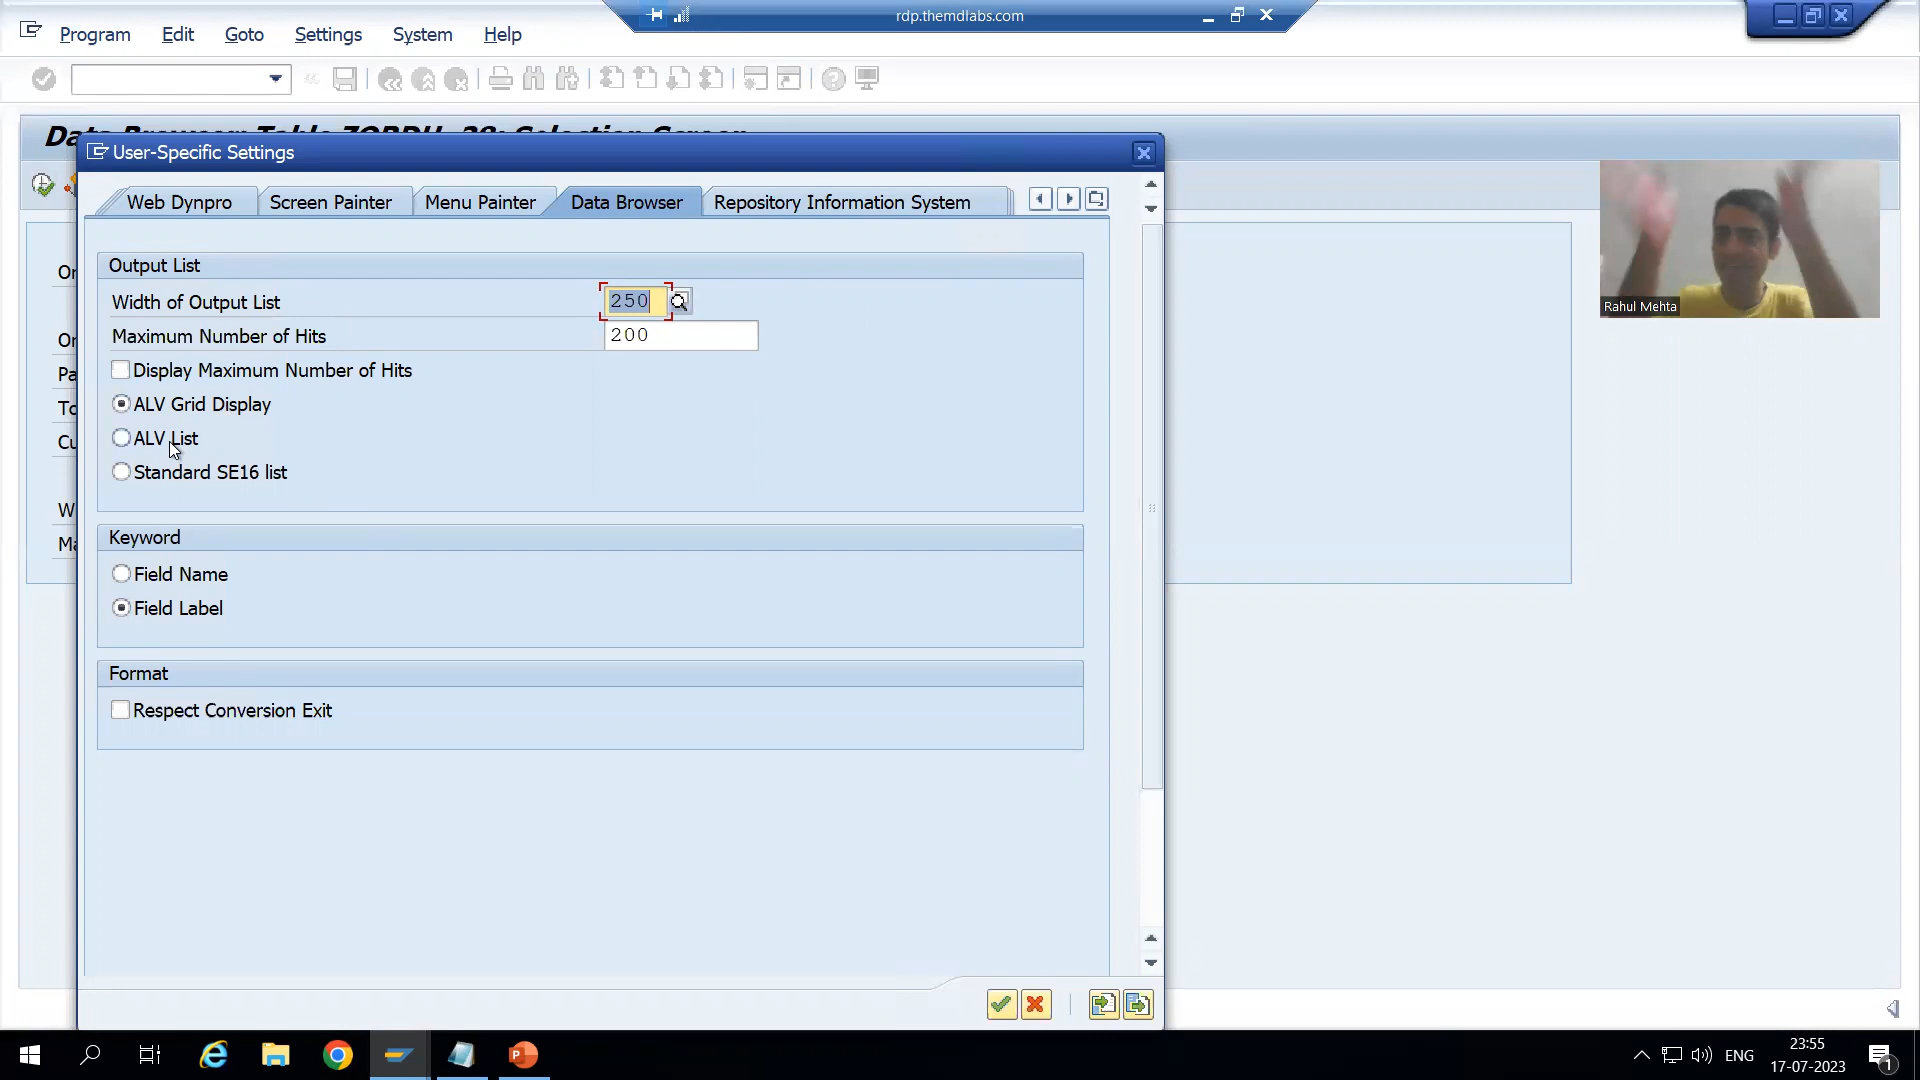 rdp.themdlabs.com
Program Edit Goto Settings System Help
User-Specific Settings
Web Dynpro Screen Painter Menu Painter Data Browser Repository Information System
Output List
Width of Output List 250
Maximum Number of Hits 200
Display Maximum Number of Hits
ALV Grid Display
ALV List
Standard SE16 list
Keyword
Field Name
Field Label
Format
Respect Conversion Exit
Rahul Mehta
ENG
23:55
17-07-2023
1